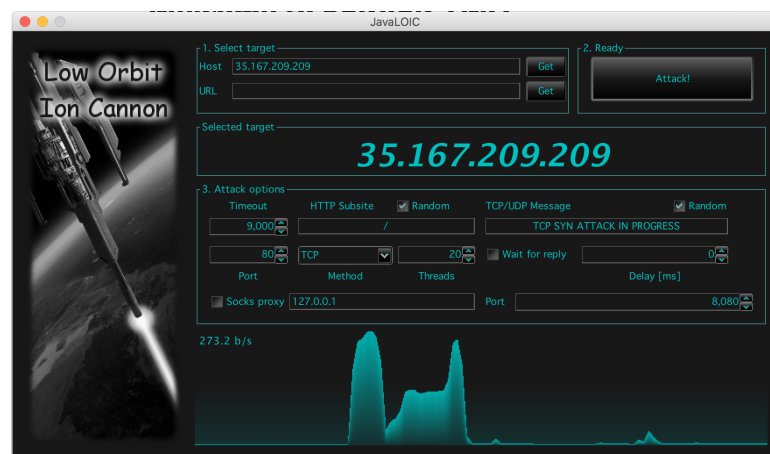 JavaLOIC
Low Orbit
Ion Cannon
1. Select target
Host 35.167.209.209 Get
URL Get
2. Ready
Attack!
Selected target
35.167.209.209
3. Attack options
Timeout HTTP Subsite Random TCP/UDP Message Random
9,000 / TCP SYN ATTACK IN PROGRESS
80 TCP 20 Wait for reply 0
Port Method Threads Delay [ms]
Socks proxy 127.0.0.1 Port 8,080
273.2 b/s